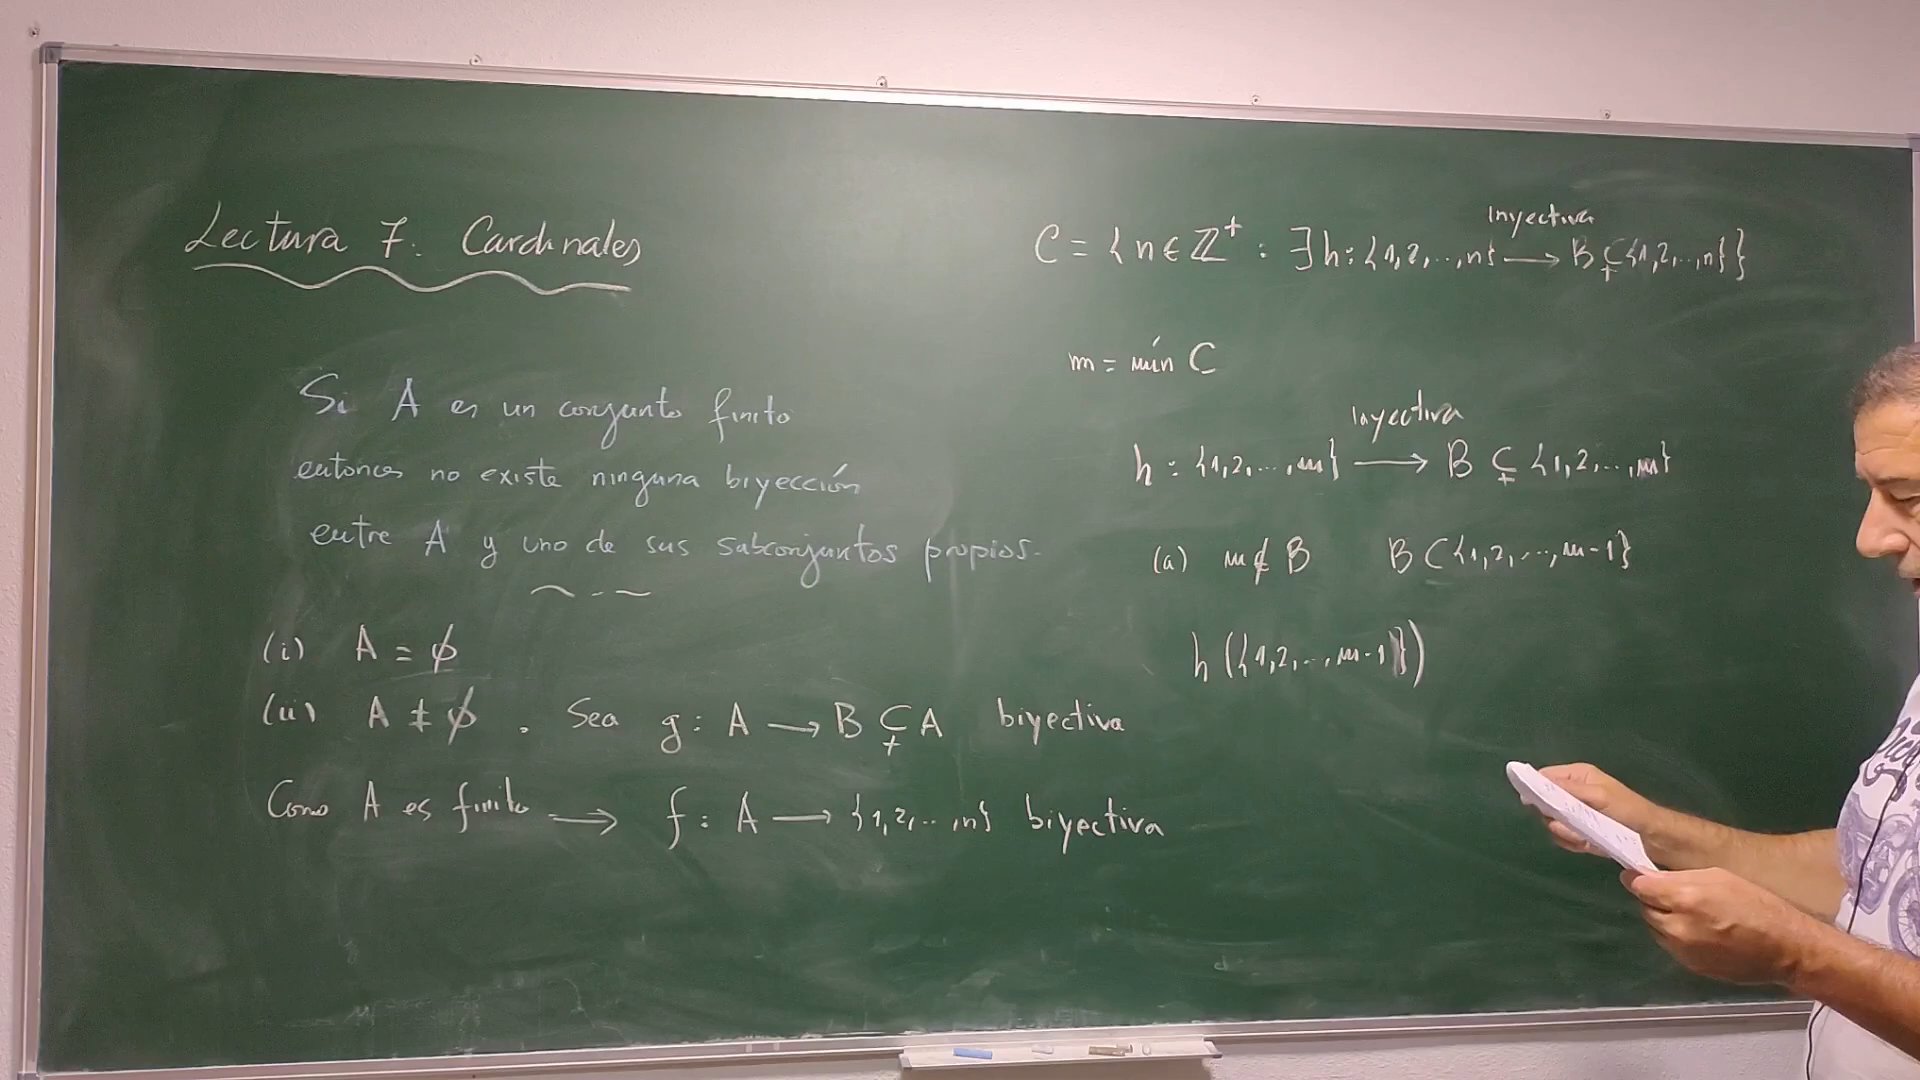 Lectura 7: Cardinales
Si A es un conjunto finito
entonces no existe ninguna biyección
entre A y uno de sus subconjuntos propios.
(i) A = ∅
(ii) A ≠ ∅. Sea g: A → B ⊊ A biyectiva
Como A es finito ⟹ f: A → {1,2,..,n} biyectiva
inyectiva
C = {n ∈ ℤ⁺ : ∃ h: {1,2,..,n} → B ⊊ {1,2,..,n}}
m = mín C
inyectiva
h: {1,2,...,m} → B ⊊ {1,2,...,m}
(a) m ∉ B B ⊂ {1,2,...,m-1}
h({1,2,...,m-1})